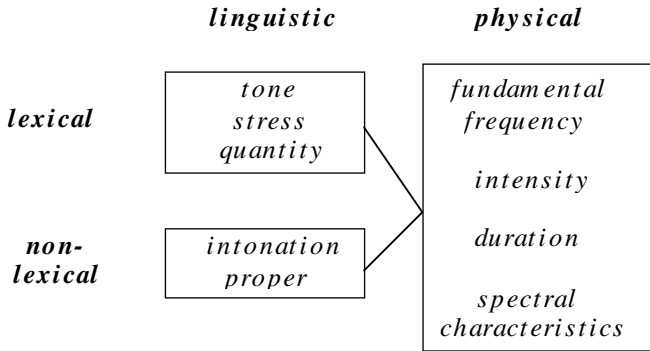 linguistic
physical
lexical
tone
stress
quantity
non-
lexical
intonation
proper
fundamental
frequency
intensity
duration
spectral
characteristics